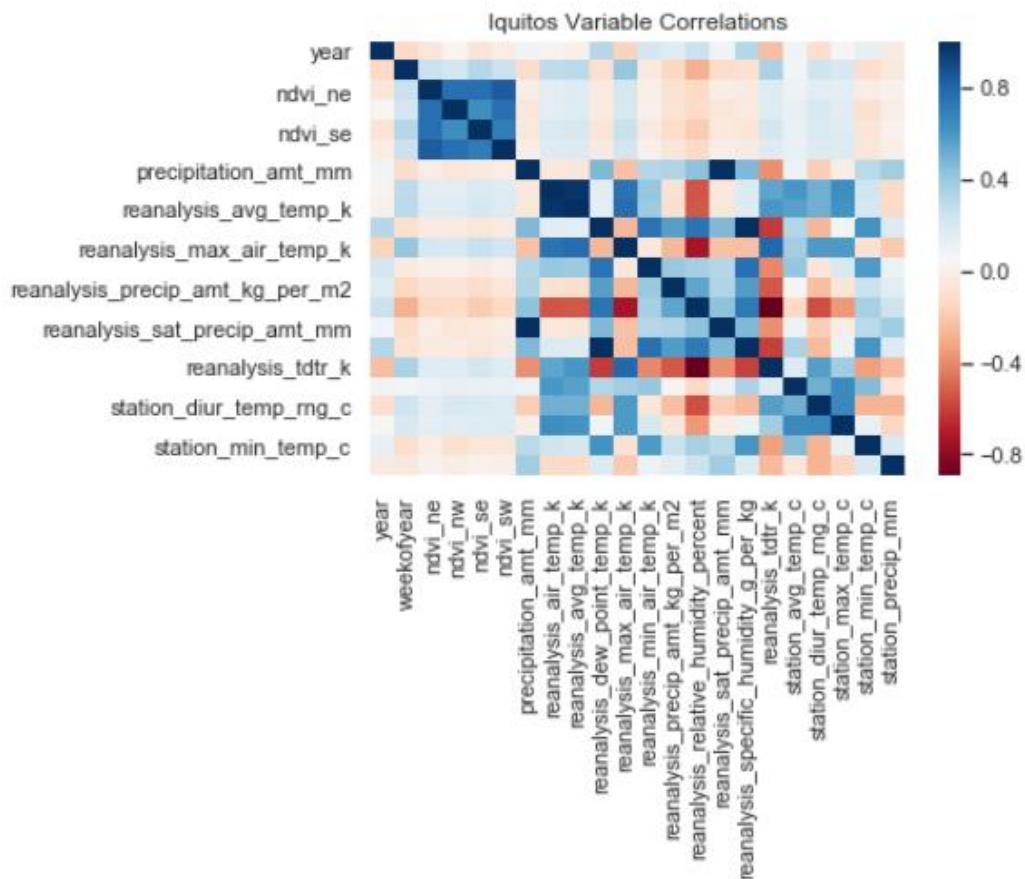 Iquitos Variable Correlations
year
ndvi_ne
ndvi_se
precipitation_amt_mm
reanalysis_avg_temp_k
reanalysis_max_air_temp_k
reanalysis_precip_amt_kg_per_m2
reanalysis_sat_precip_amt_mm
reanalysis_tdtr_k
station_diur_temp_rng_c
station_min_temp_c
0.8
0.4
0.0
−0.4
−0.8
year
weekofyear
ndvi_ne
ndvi_nw
ndvi_se
ndvi_sw
precipitation_amt_mm
reanalysis_air_temp_k
reanalysis_avg_temp_k
reanalysis_dew_point_temp_k
reanalysis_max_air_temp_k
reanalysis_min_air_temp_k
reanalysis_precip_amt_kg_per_m2
reanalysis_relative_humidity_percent
reanalysis_sat_precip_amt_mm
reanalysis_specific_humidity_g_per_kg
reanalysis_tdtr_k
station_avg_temp_c
station_diur_temp_rng_c
station_max_temp_c
station_min_temp_c
station_precip_mm